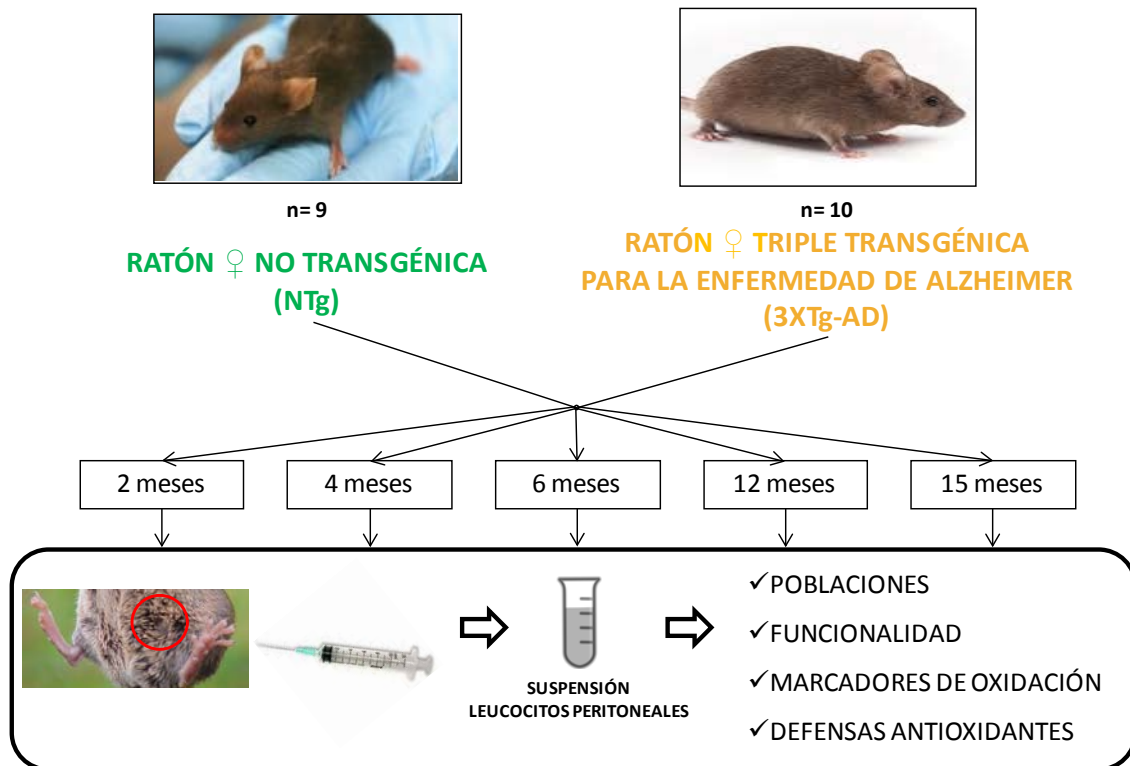 n= 9
n= 10
RATÓN ♀ NO TRANSGÉNICA
(NTg)
RATÓN ♀ TRIPLE TRANSGÉNICA
PARA LA ENFERMEDAD DE ALZHEIMER
(3XTg-AD)
2 meses
4 meses
6 meses
12 meses
15 meses
SUSPENSIÓN
LEUCOCITOS PERITONEALES
✓POBLACIONES
✓FUNCIONALIDAD
✓MARCADORES DE OXIDACIÓN
✓DEFENSAS ANTIOXIDANTES